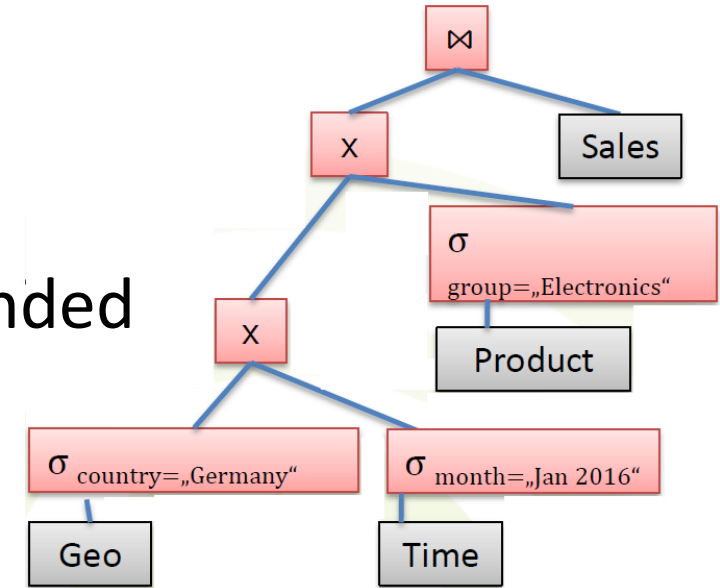 ⋈
x
Sales
σ
group=„Electronics“
nded
x
Product
σ country=„Germany“
σ month=„Jan 2016“
Geo
Time